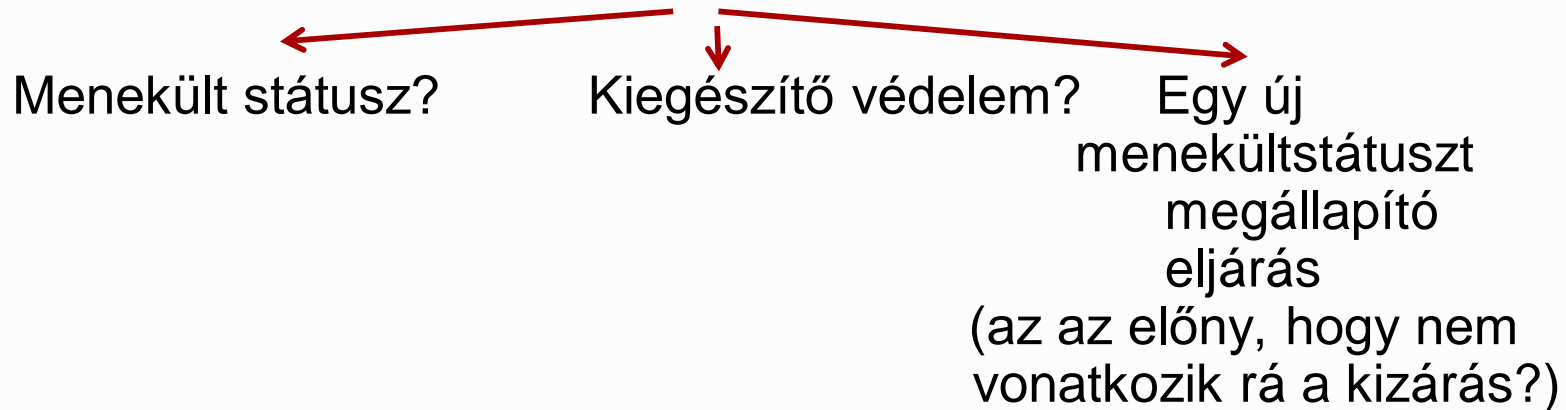 Menekült státusz? Kiegészítő védelem? Egy új
menekültstátuszt
megállapító
eljárás
(az az előny, hogy nem
vonatkozik rá a kizárás?)